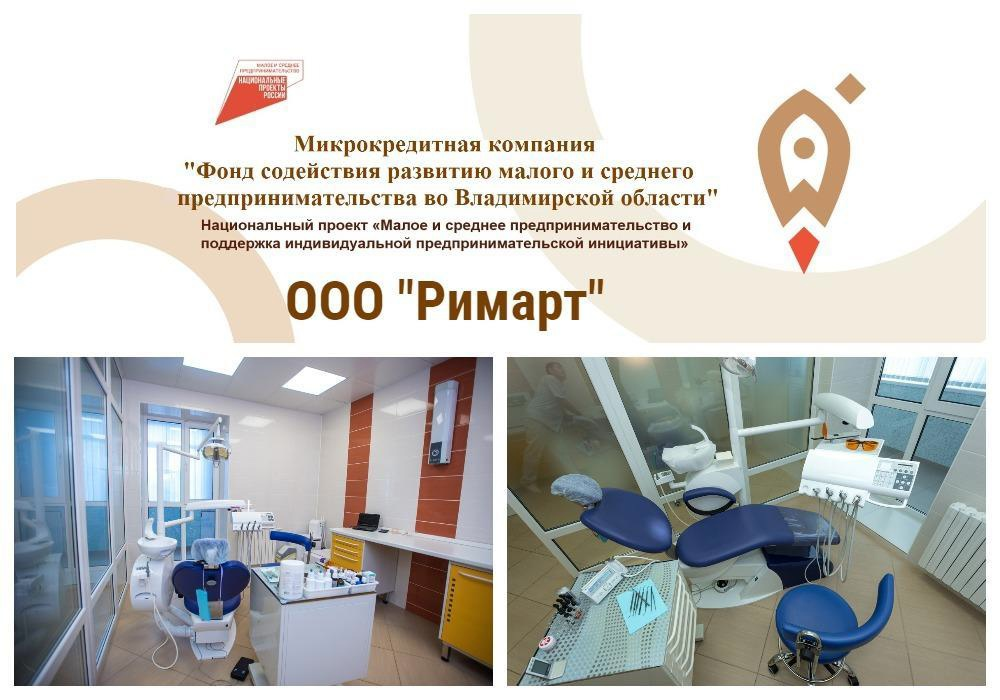 МАЛОЕ И СРЕДНЕЕ
ПРЕДПРИНИМАТЕЛЬСТВО
НАЦИОНАЛЬНЫЕ
ПРОЕКТЫ
РОССИИ
Микрокредитная компания
"Фонд содействия развитию малого и среднего
предпринимательства во Владимирской области"
Национальный проект «Малое и среднее предпринимательство и
поддержка индивидуальной предпринимательской инициативы»
ООО "Римарт"